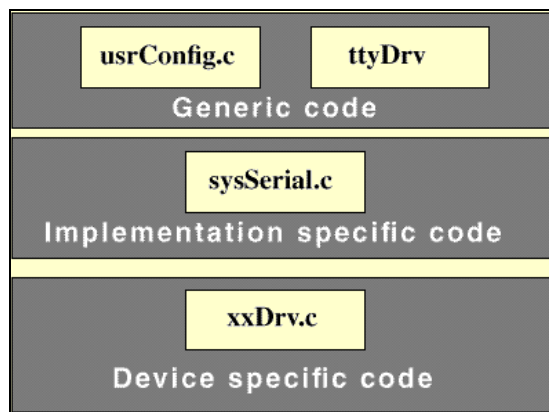 usrConfig.c ttyDrv
Generic code
sysSerial.c
Implementation specific code
xxDrv.c
Device specific code